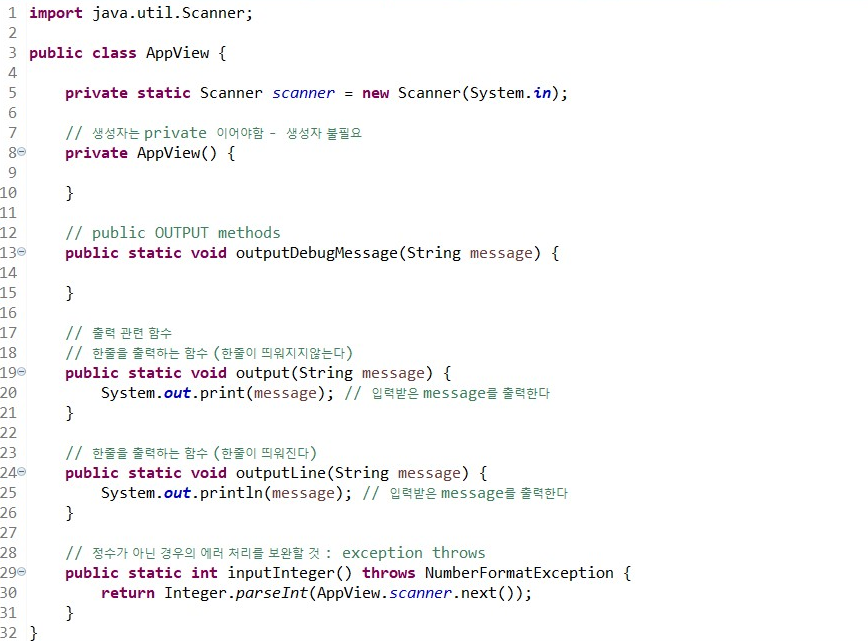 1 import java.util.Scanner;
2
3 public class AppView {
4
5     private static Scanner scanner = new Scanner(System.in);
6
7     // 생성자는 private 이어야함 - 생성자 불필요
8     private AppView() {
9
10     }
11
12     // public OUTPUT methods
13     public static void outputDebugMessage(String message) {
14
15     }
16
17     // 출력 관련 함수
18     // 한줄을 출력하는 함수 (한줄이 띄워지지않는다)
19     public static void output(String message) {
20         System.out.print(message); // 입력받은 message를 출력한다
21     }
22
23     // 한줄을 출력하는 함수 (한줄이 띄워진다)
24     public static void outputLine(String message) {
25         System.out.println(message); // 입력받은 message를 출력한다
26     }
27
28     // 정수가 아닌 경우의 에러 처리를 보완할 것 : exception throws
29     public static int inputInteger() throws NumberFormatException {
30         return Integer.parseInt(AppView.scanner.next());
31     }
32 }